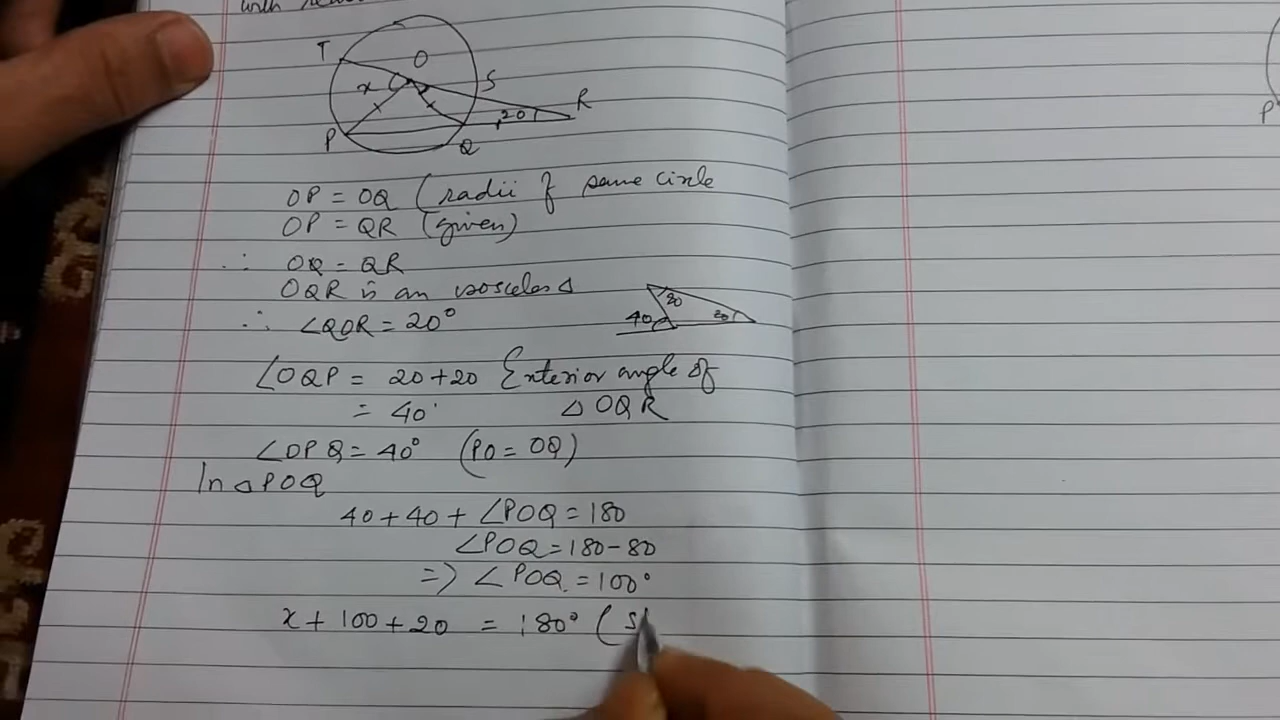 with
T
O
x
S
R
20
P
Q
P
OP = OQ (radii of same circle
OP = QR (given)
∴ OQ = QR
OQR is an isosceles Δ
∴ ∠QOR = 20°
20
40 20
∠OQP = 20+20 Exterior angle of
= 40° Δ OQR
∠OPQ = 40° (PO = OQ)
In Δ POQ
40+40+ ∠POQ = 180
∠POQ = 180-80
=> ∠POQ = 100°
x + 100 + 20 = 180° (S